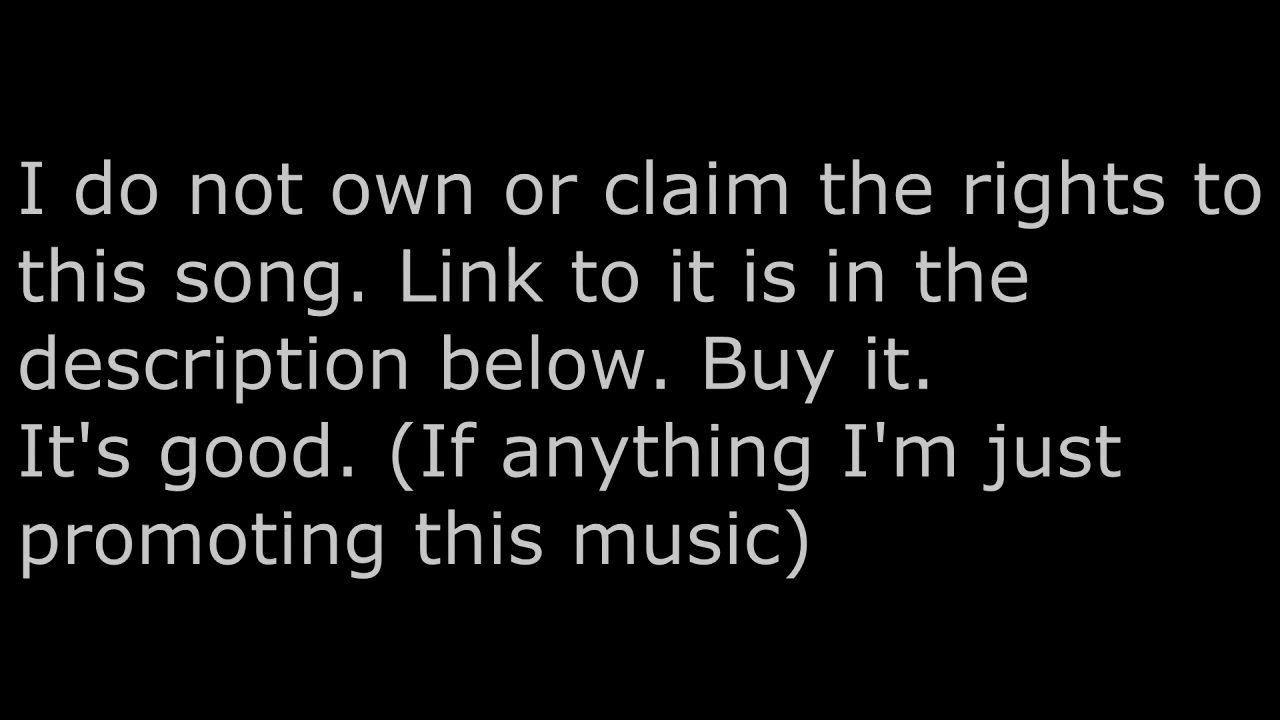 I do not own or claim the rights to
this song. Link to it is in the
description below. Buy it.
It's good. (If anything I'm just
promoting this music)